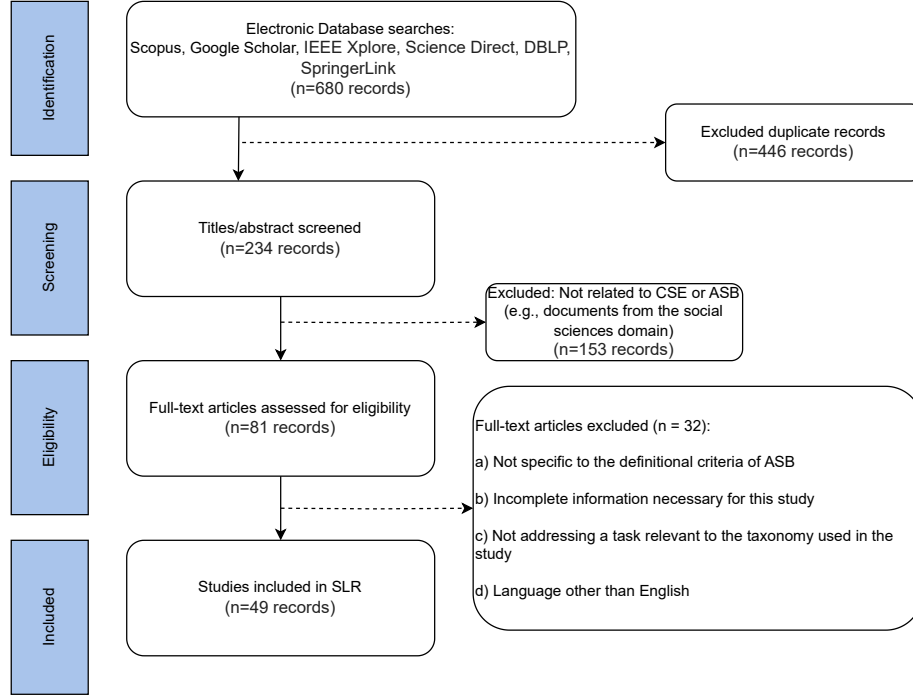 Identification
Electronic Database searches:
Scopus, Google Scholar, IEEE Xplore, Science Direct, DBLP,
SpringerLink
(n=680 records)
Excluded duplicate records
(n=446 records)
Screening
Titles/abstract screened
(n=234 records)
Excluded: Not related to CSE or ASB
(e.g., documents from the social
sciences domain)
(n=153 records)
Eligibility
Full-text articles assessed for eligibility
(n=81 records)
Full-text articles excluded (n = 32):
a) Not specific to the definitional criteria of ASB
b) Incomplete information necessary for this study
c) Not addressing a task relevant to the taxonomy used in the
study
d) Language other than English
Included
Studies included in SLR
(n=49 records)